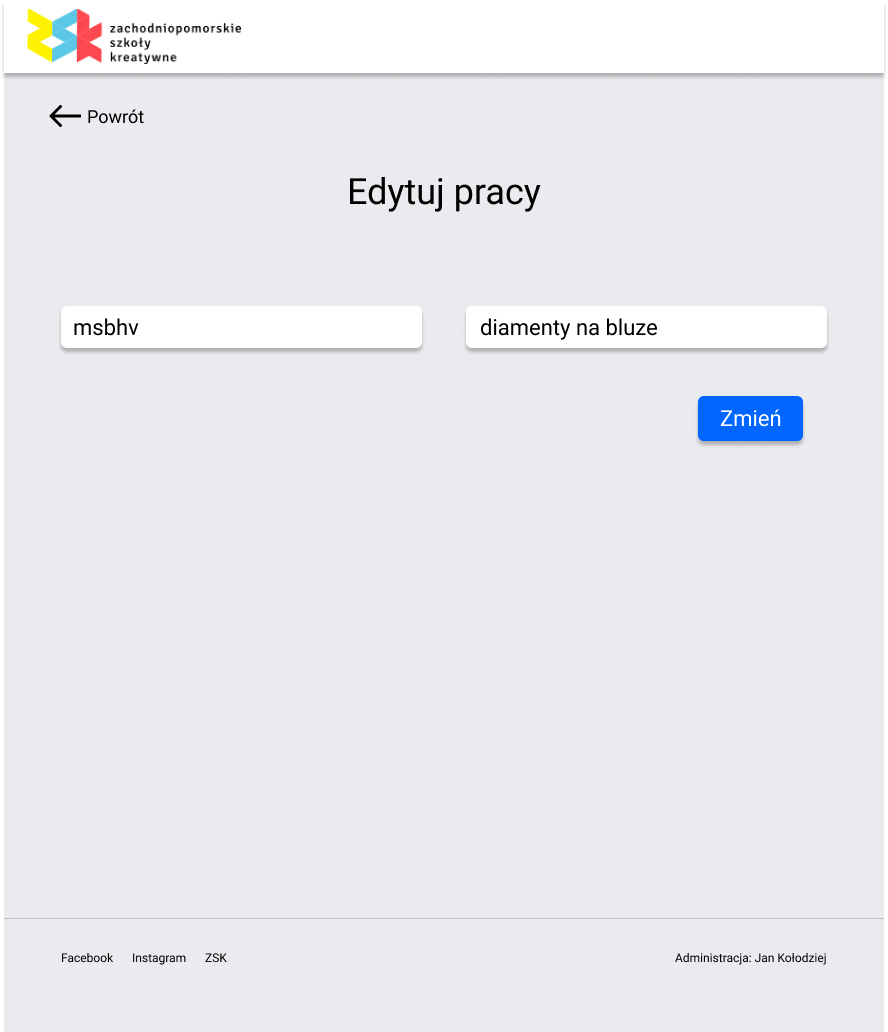 zachodniopomorskie
szkoły
kreatywne
Powrót
Edytuj pracy
msbhv
diamenty na bluze
Zmień
Facebook Instagram ZSK Administracja: Jan Kołodziej